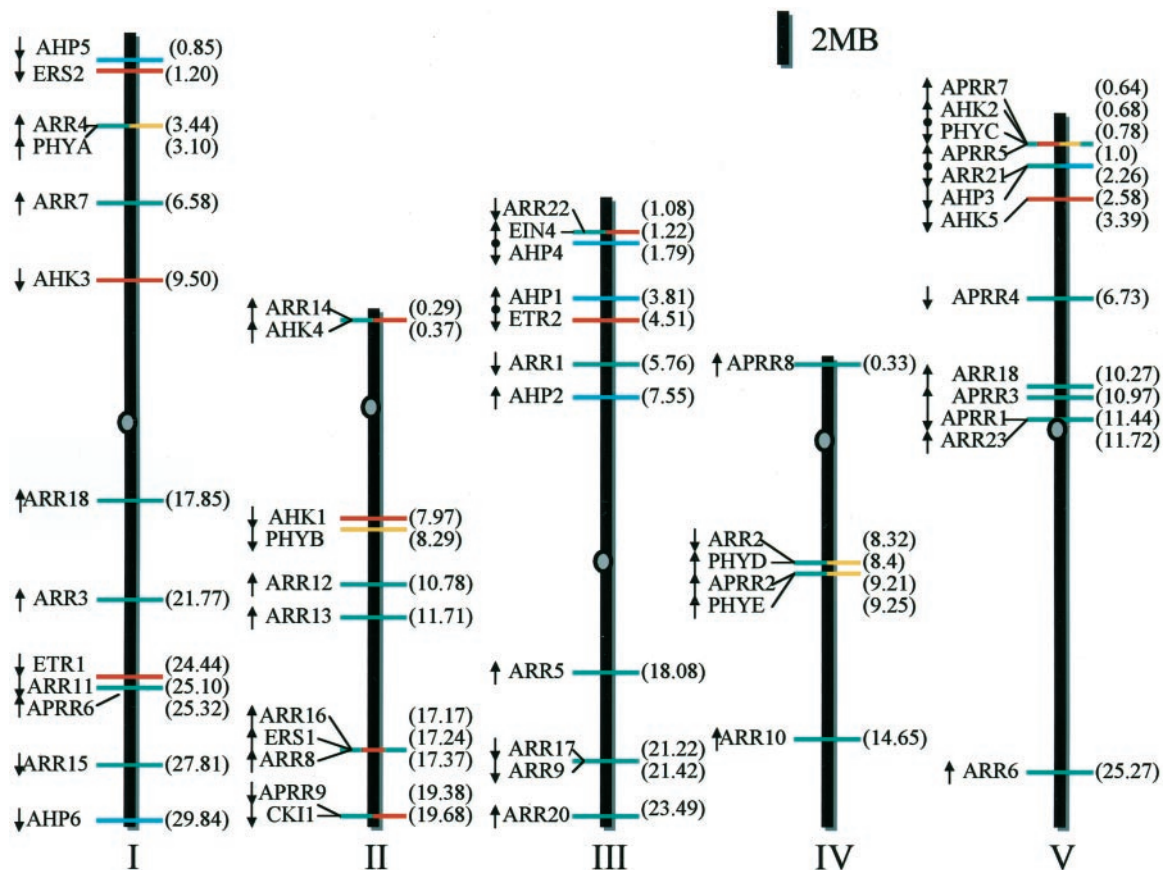 2MB
AHP5 (0.85)
ERS2 (1.20)
ARR4 (3.44)
PHYA (3.10)
ARR7 (6.58)
AHK3 (9.50)
ARR18 (17.85)
ARR3 (21.77)
ETR1 (24.44)
ARR11 (25.10)
APRR6 (25.32)
ARR15 (27.81)
AHP6 (29.84)
I
ARR14 (0.29)
AHK4 (0.37)
AHK1 (7.97)
PHYB (8.29)
ARR12 (10.78)
ARR13 (11.71)
ARR16 (17.17)
ERS1 (17.24)
ARR8 (17.37)
APRR9 (19.38)
CKI1 (19.68)
II
ARR22 (1.08)
EIN4 (1.22)
AHP4 (1.79)
AHP1 (3.81)
ETR2 (4.51)
ARR1 (5.76)
AHP2 (7.55)
ARR5 (18.08)
ARR17 (21.22)
ARR9 (21.42)
ARR20 (23.49)
III
APRR8 (0.33)
ARR2 (8.32)
PHYD (8.4)
APRR2 (9.21)
PHYE (9.25)
ARR10 (14.65)
IV
APRR7 (0.64)
AHK2 (0.68)
PHYC (0.78)
APRR5 (1.0)
ARR21 (2.26)
AHP3 (2.58)
AHK5 (3.39)
APRR4 (6.73)
ARR18 (10.27)
APRR3 (10.97)
APRR1 (11.44)
ARR23 (11.72)
ARR6 (25.27)
V